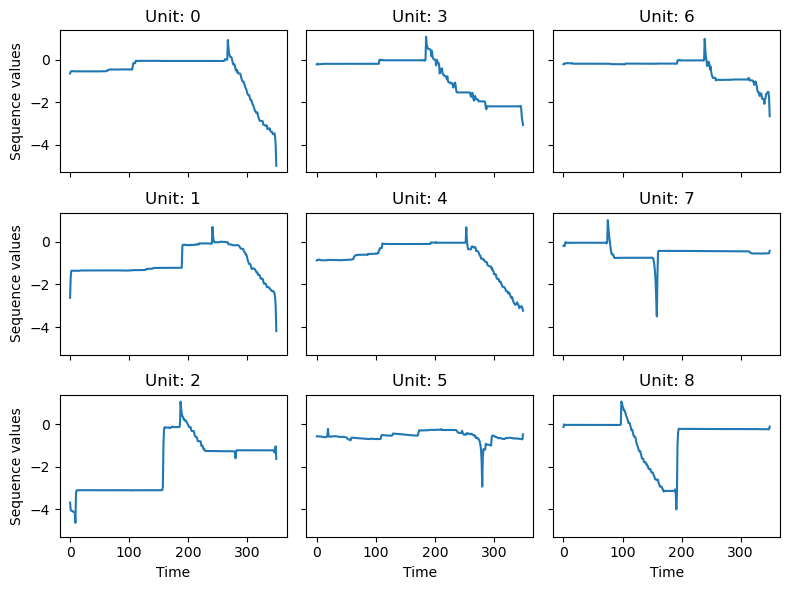 Unit: 0 Unit: 3 Unit: 6
Sequence values
0
−2
−4
Unit: 1 Unit: 4 Unit: 7
Sequence values
0
−2
−4
Unit: 2 Unit: 5 Unit: 8
Sequence values
0
−2
−4
0 100 200 300 0 100 200 300 0 100 200 300
Time Time Time